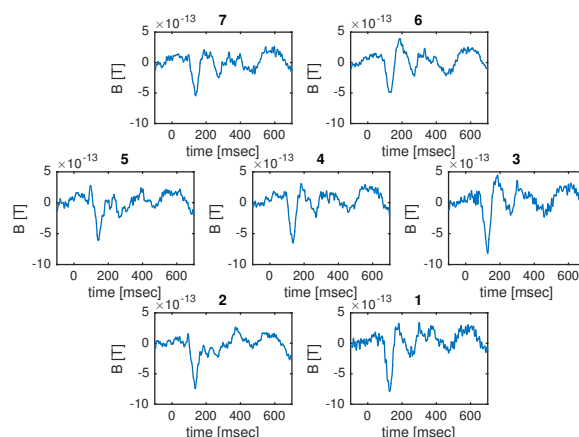 7 6
×10-13 ×10-13
5 5
0 0
-5 -5
-10 -10
B [T] B [T]
0 200 400 600 0 200 400 600
time [msec] time [msec]
5 4 3
×10-13 ×10-13 ×10-13
5 5 5
0 0 0
-5 -5 -5
-10 -10 -10
B [T] B [T] B [T]
0 200 400 600 0 200 400 600 0 200 400 600
time [msec] time [msec] time [msec]
2 1
×10-13 ×10-13
5 5
0 0
-5 -5
-10 -10
B [T] B [T]
0 200 400 600 0 200 400 600
time [msec] time [msec]